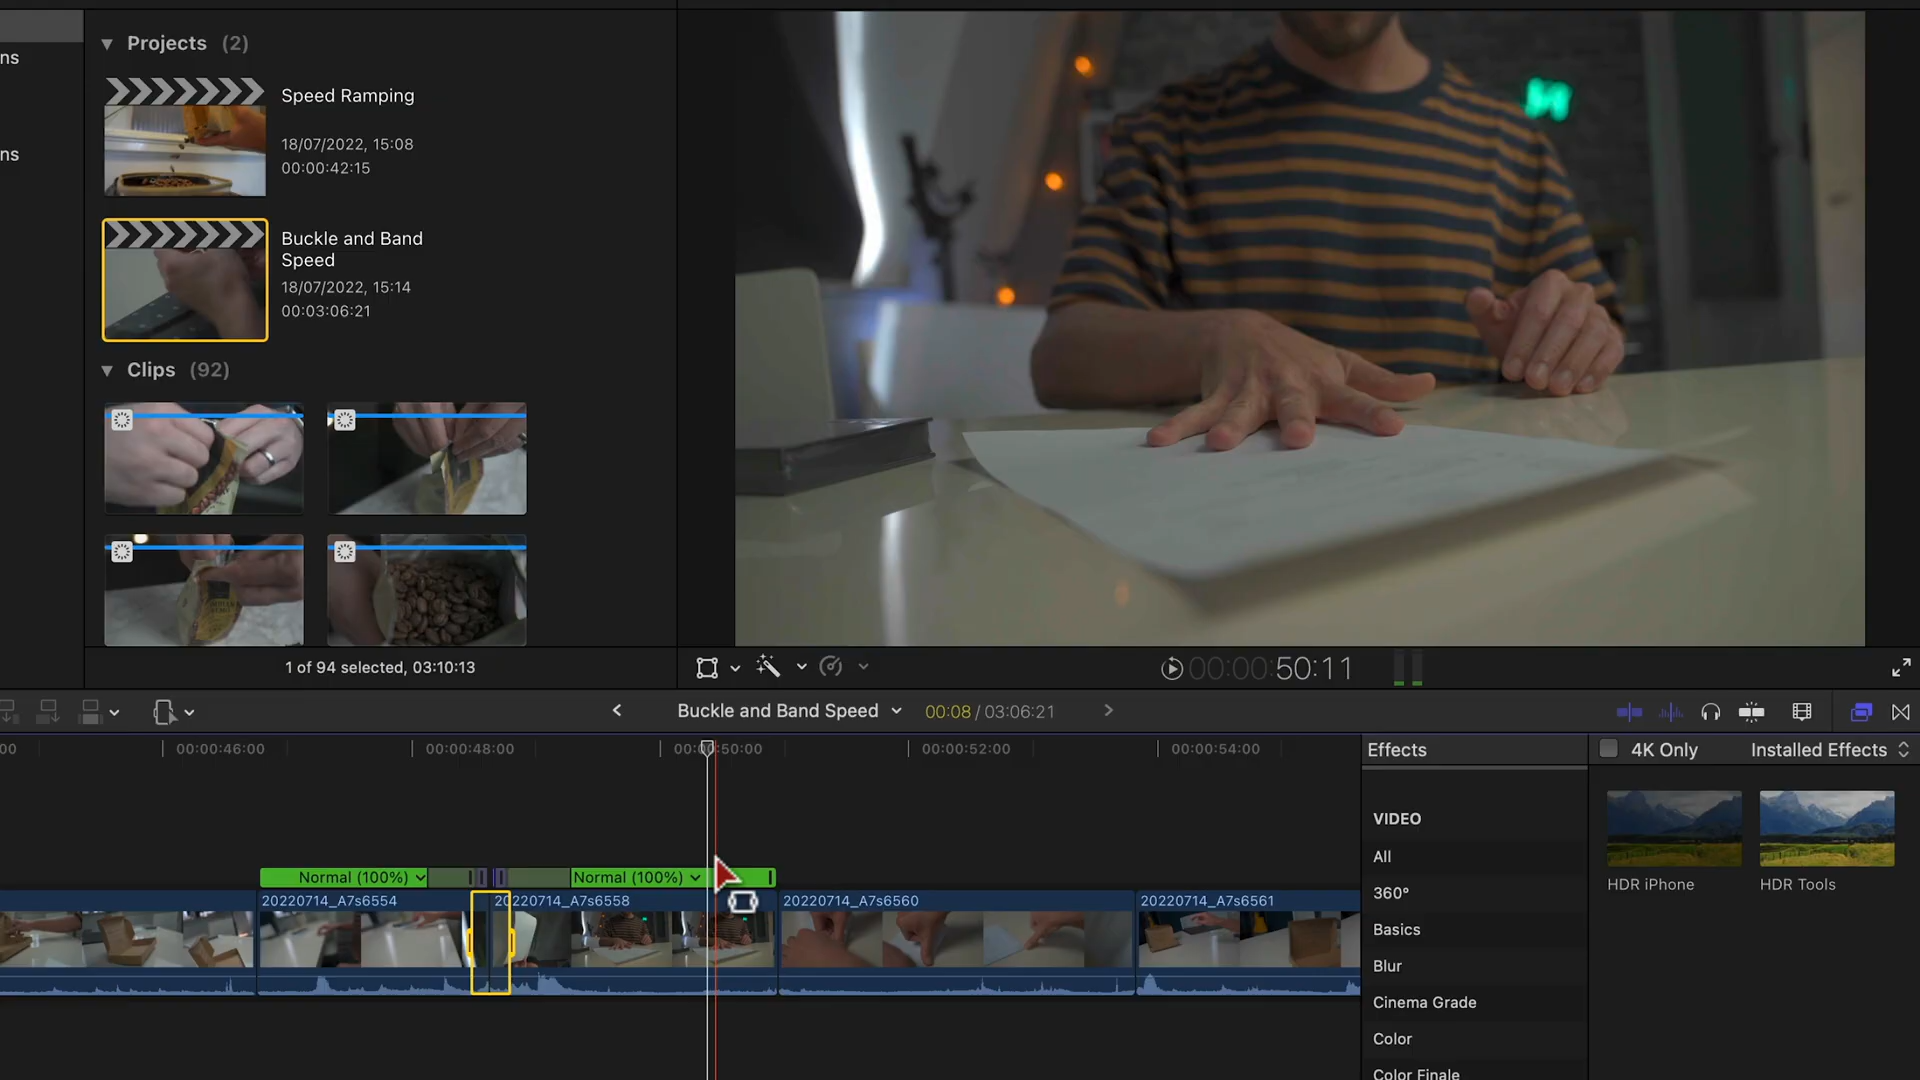 ns
ns
Projects (2)
Speed Ramping
18/07/2022, 15:08
00:00:42:15
Buckle and Band
Speed
18/07/2022, 15:14
00:03:06:21
Clips (92)
1 of 94 selected, 03:10:13
00:00:50:11
Buckle and Band Speed
00:08 / 03:06:21
00
00:00:46:00
00:00:48:00
00:00:50:00
00:00:52:00
00:00:54:00
Normal (100%)
Normal (100%)
20220714_A7s6554
20220714_A7s6558
20220714_A7s6560
20220714_A7s6561
Effects
4K Only
Installed Effects
VIDEO
All
360°
Basics
Blur
Cinema Grade
Color
Color Finale
HDR iPhone
HDR Tools